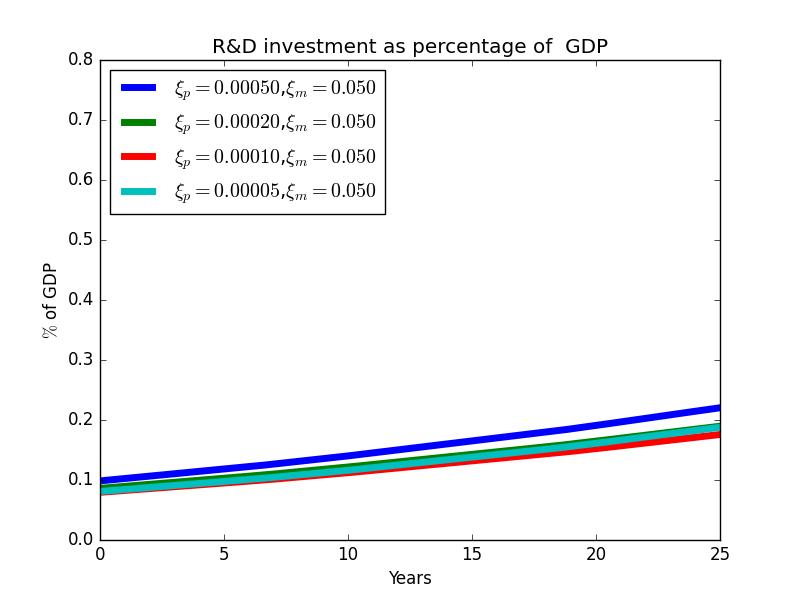 R&D investment as percentage of GDP
ξp = 0.00050,ξm = 0.050
ξp = 0.00020,ξm = 0.050
ξp = 0.00010,ξm = 0.050
ξp = 0.00005,ξm = 0.050
% of GDP
0.8
0.7
0.6
0.5
0.4
0.3
0.2
0.1
0.0
0 5 10 15 20 25
Years